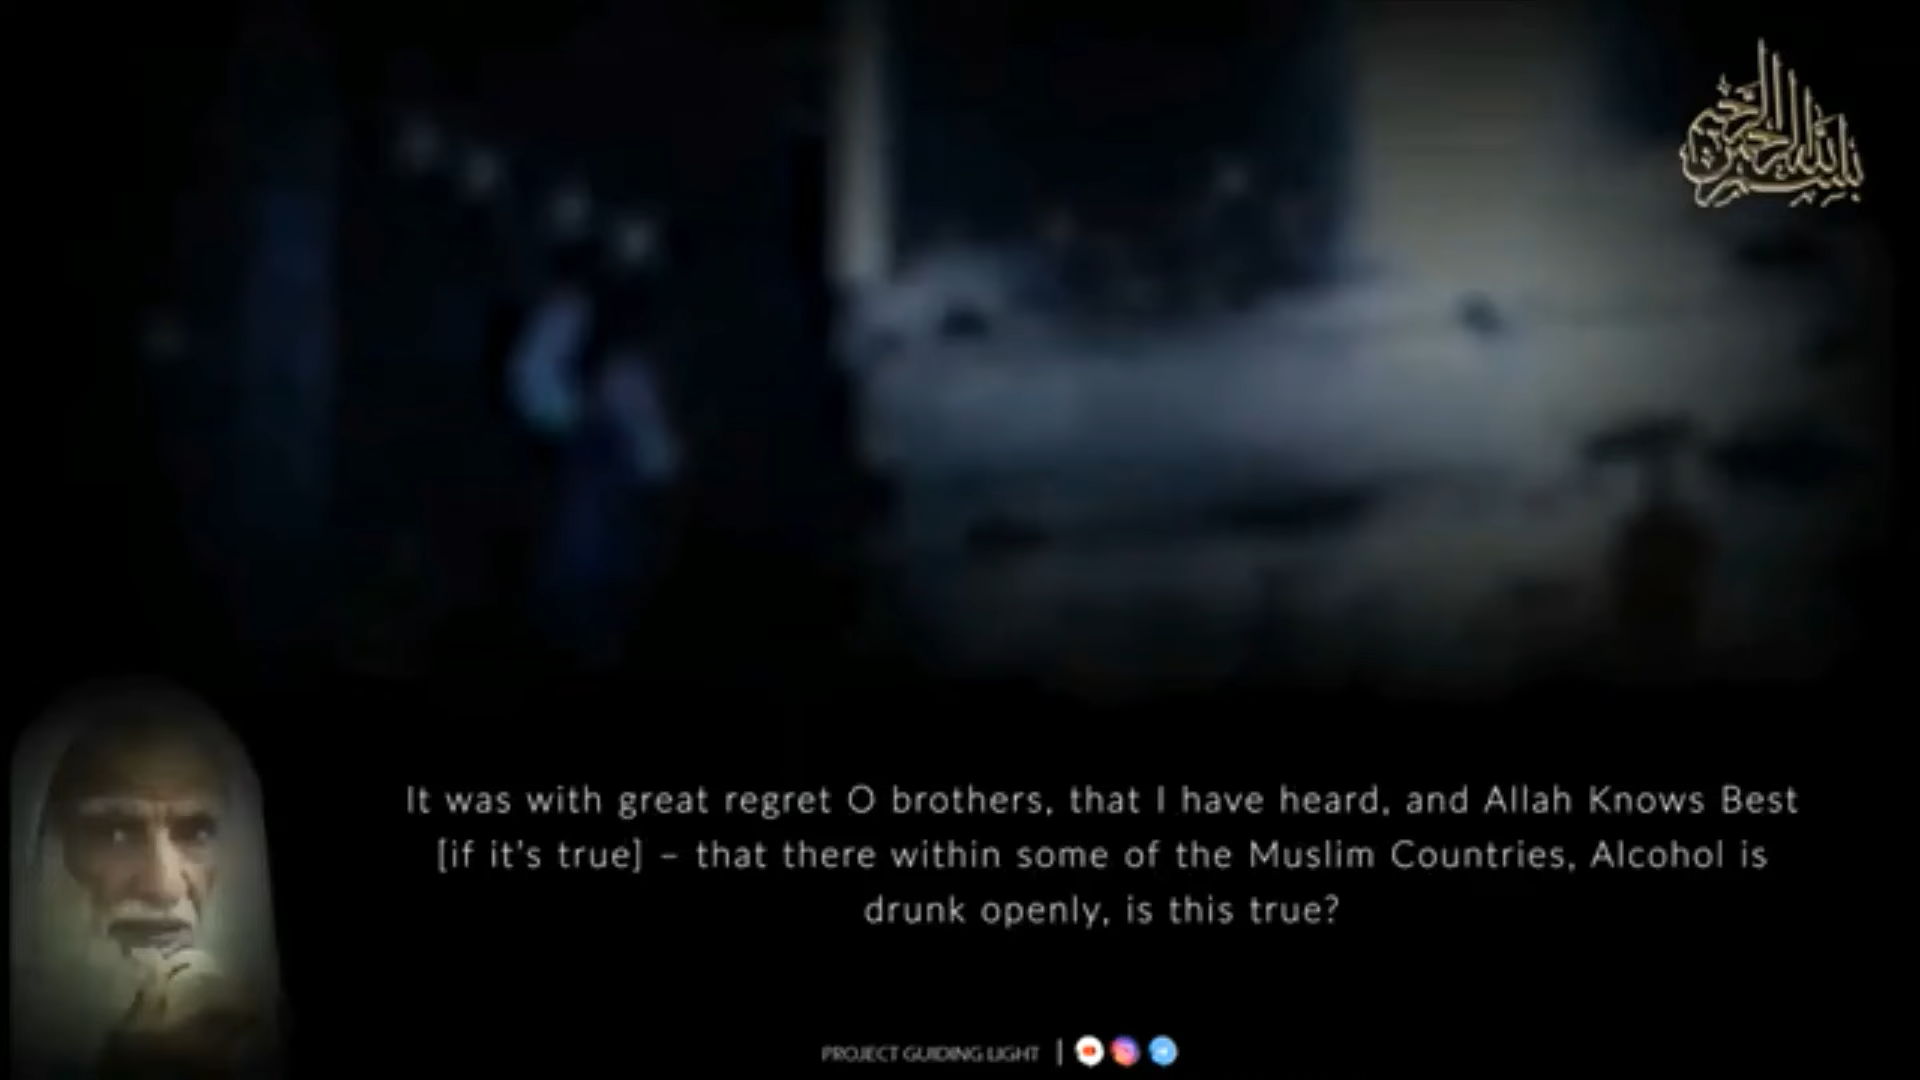 بسم الله الرحمن الرحيم
It was with great regret O brothers, that I have heard, and Allah Knows Best
[if it's true] – that there within some of the Muslim Countries, Alcohol is
drunk openly, is this true?
PROJECT GUIDING LIGHT |